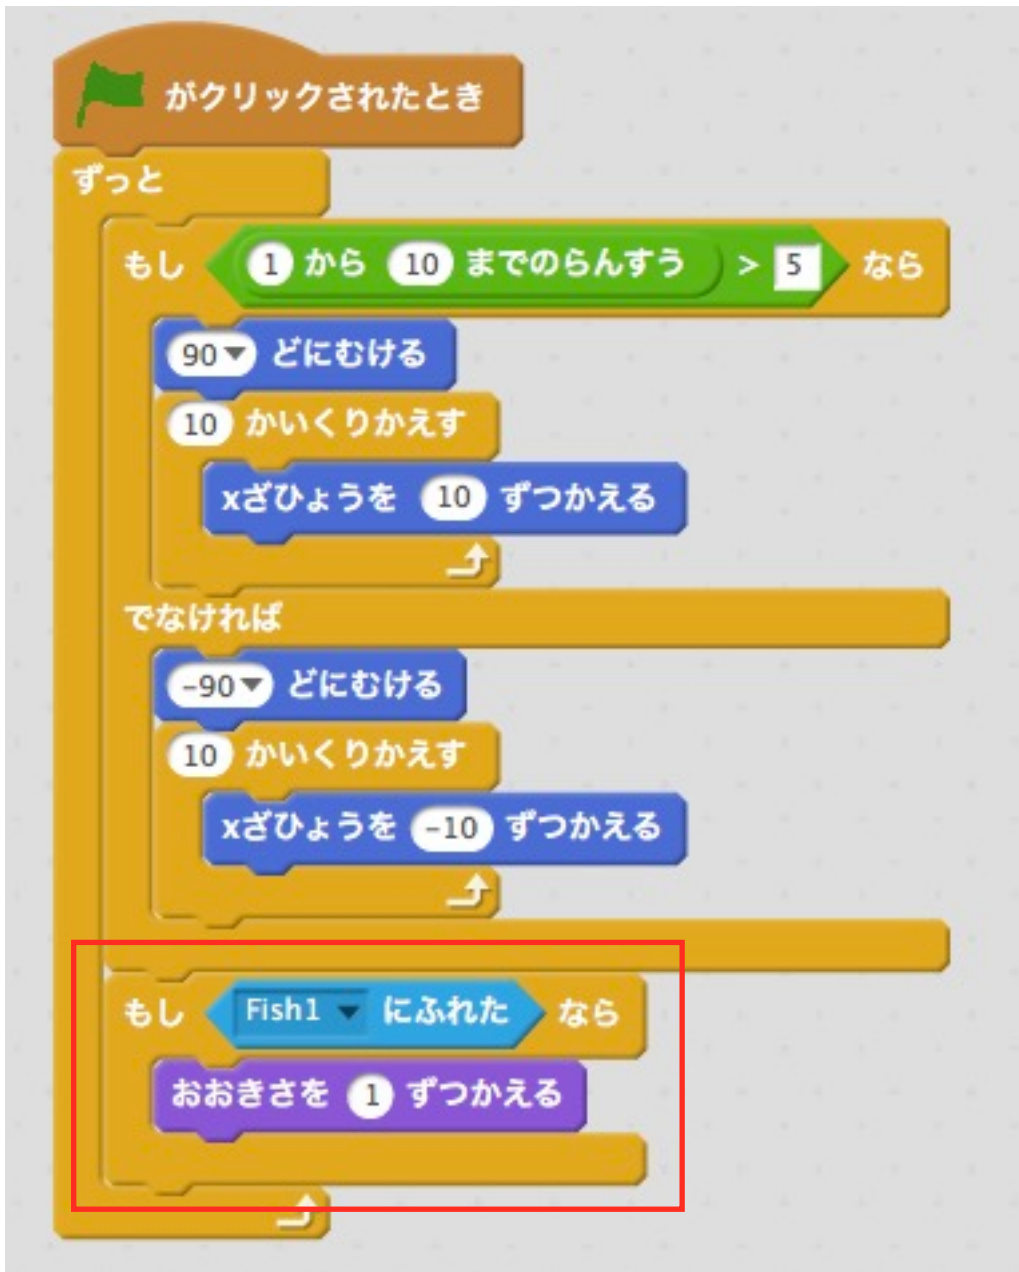 がクリックされたとき
ずっと
もし 1 から 10 までのらんすう > 5 なら
90 どにむける
10 かいくりかえす
xざひょうを 10 ずつかえる
でなければ
-90 どにむける
10 かいくりかえす
xざひょうを -10 ずつかえる
もし Fish1 にふれた なら
おおきさを 1 ずつかえる